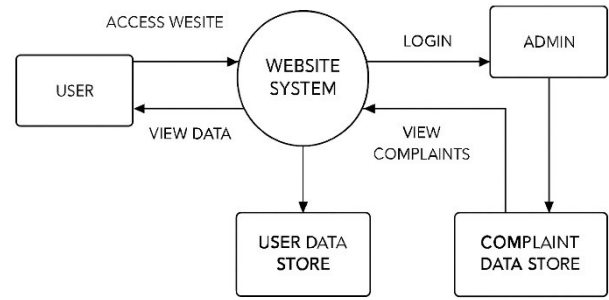 ACCESS WESITE
LOGIN
ADMIN
WEBSITE
SYSTEM
USER
VIEW DATA
VIEW
COMPLAINTS
USER DATA
STORE
COMPLAINT
DATA STORE